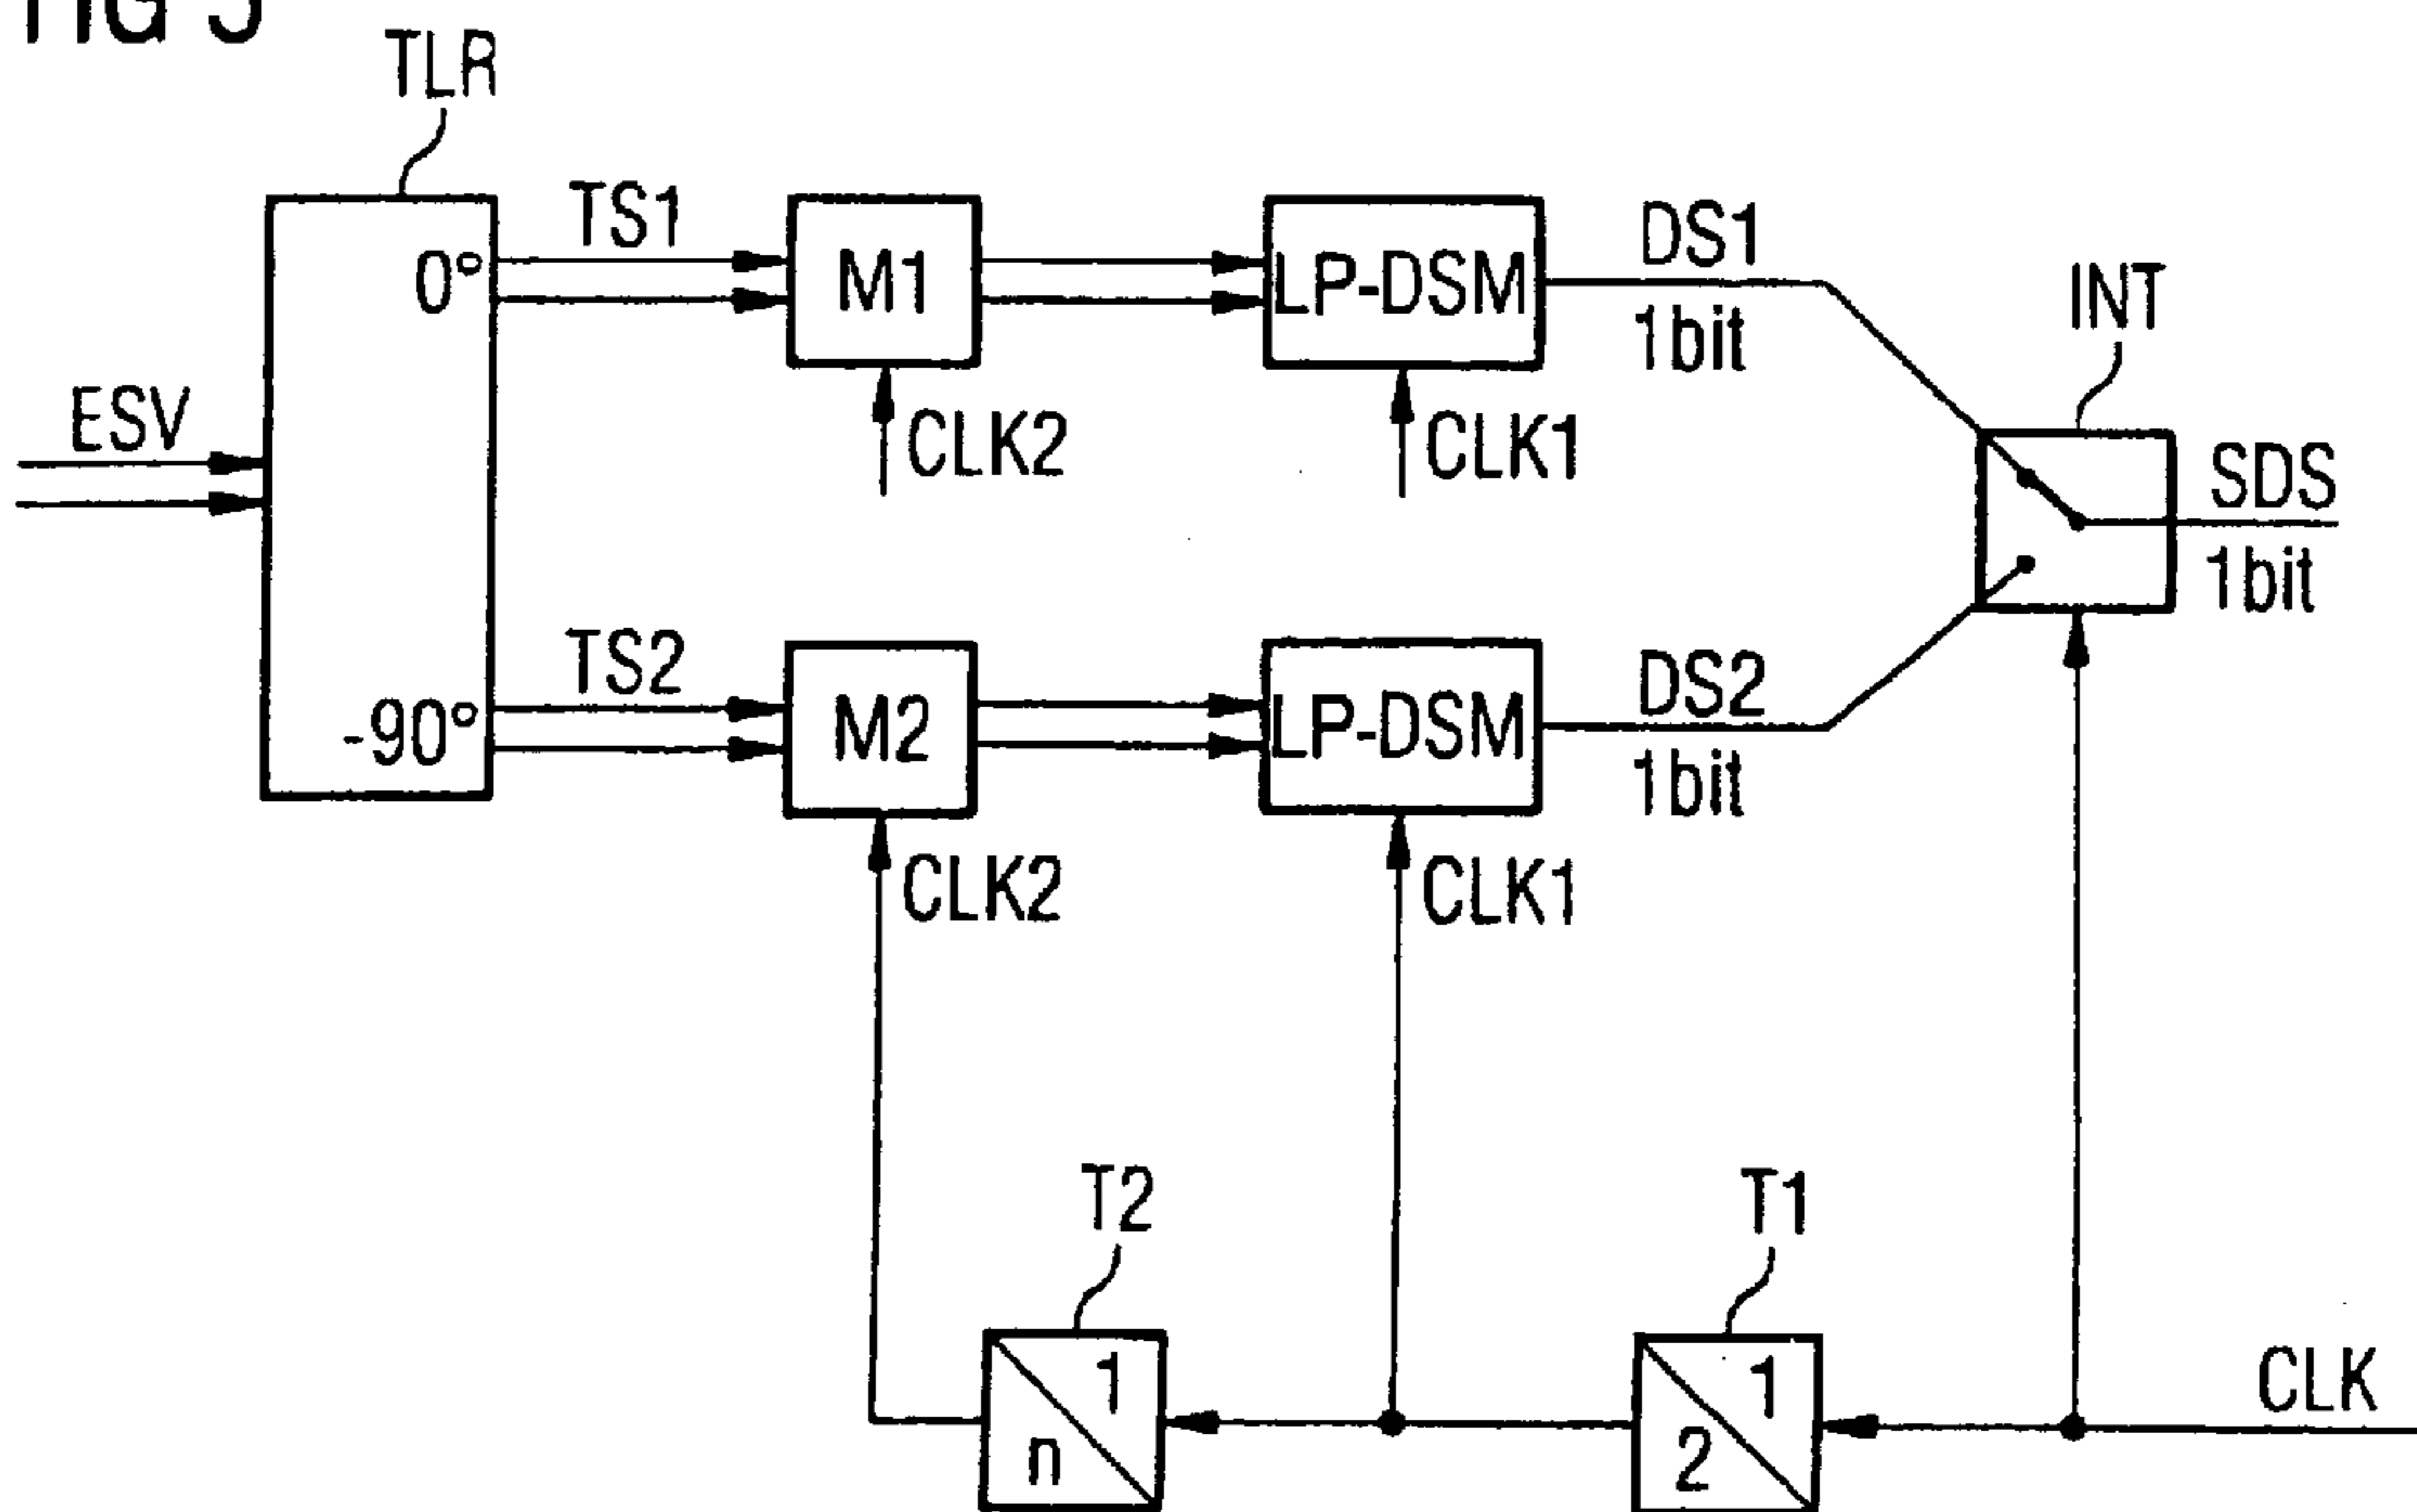 FIG 3
TLR
TS1
0°
M1
LP-DSM
DS1
1bit
INT
ESV
CLK2
CLK1
SDS
1bit
TS2
-90°
M2
LP-DSM
DS2
1bit
CLK2
CLK1
T2
T1
1
n
1
2
CLK